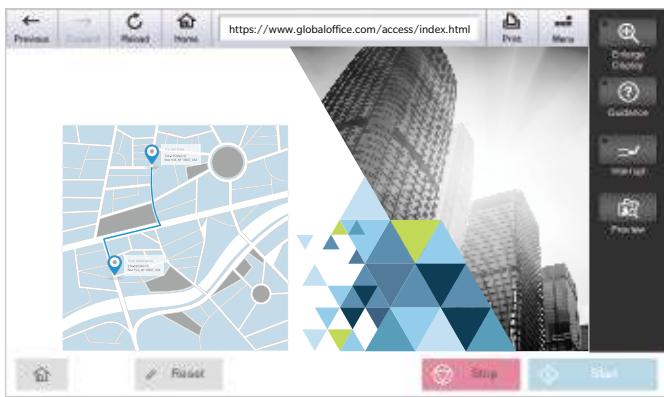 Previous
Reload
Home
https://www.globaloffice.com/access/index.html
Print
Menu
Enlarge
Display
Guidance
Interrupt
Preview
Reset
Stop
Start